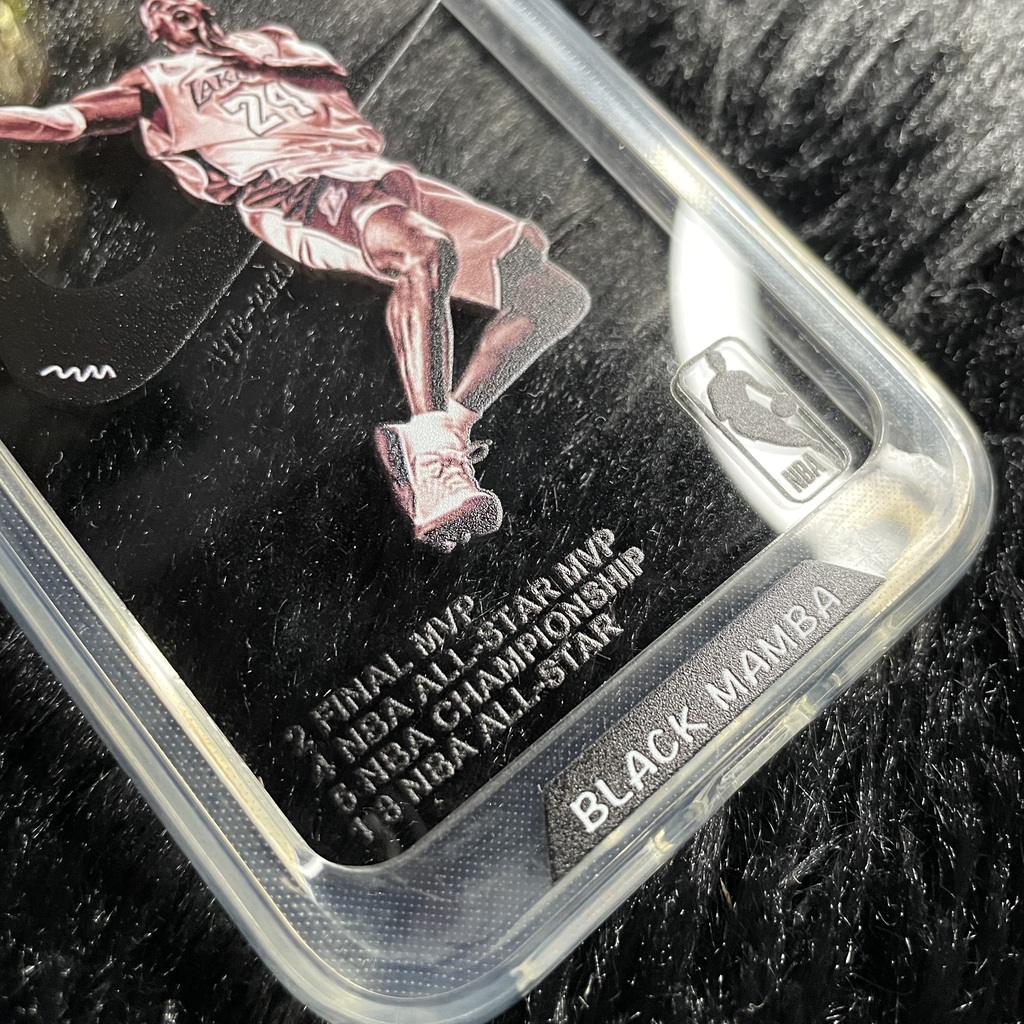 24
NBA
2 FINAL MVP
4 NBA ALL-STAR MVP
5 NBA CHAMPIONSHIP
18 NBA ALL-STAR
BLACK MAMBA